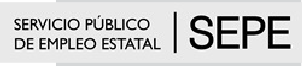 SERVICIO PÚBLICO
DE EMPLEO ESTATAL
SEPE